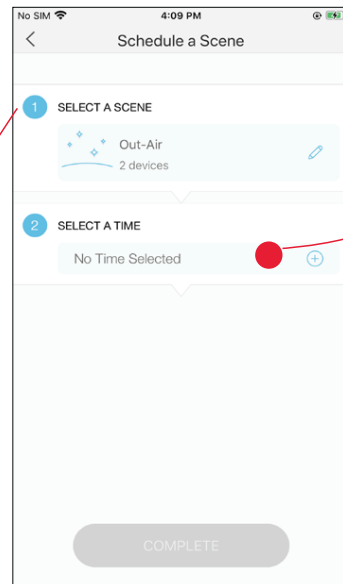 No SIM 4:09 PM
Schedule a Scene
1 SELECT A SCENE
Out-Air
2 devices
2 SELECT A TIME
No Time Selected
COMPLETE